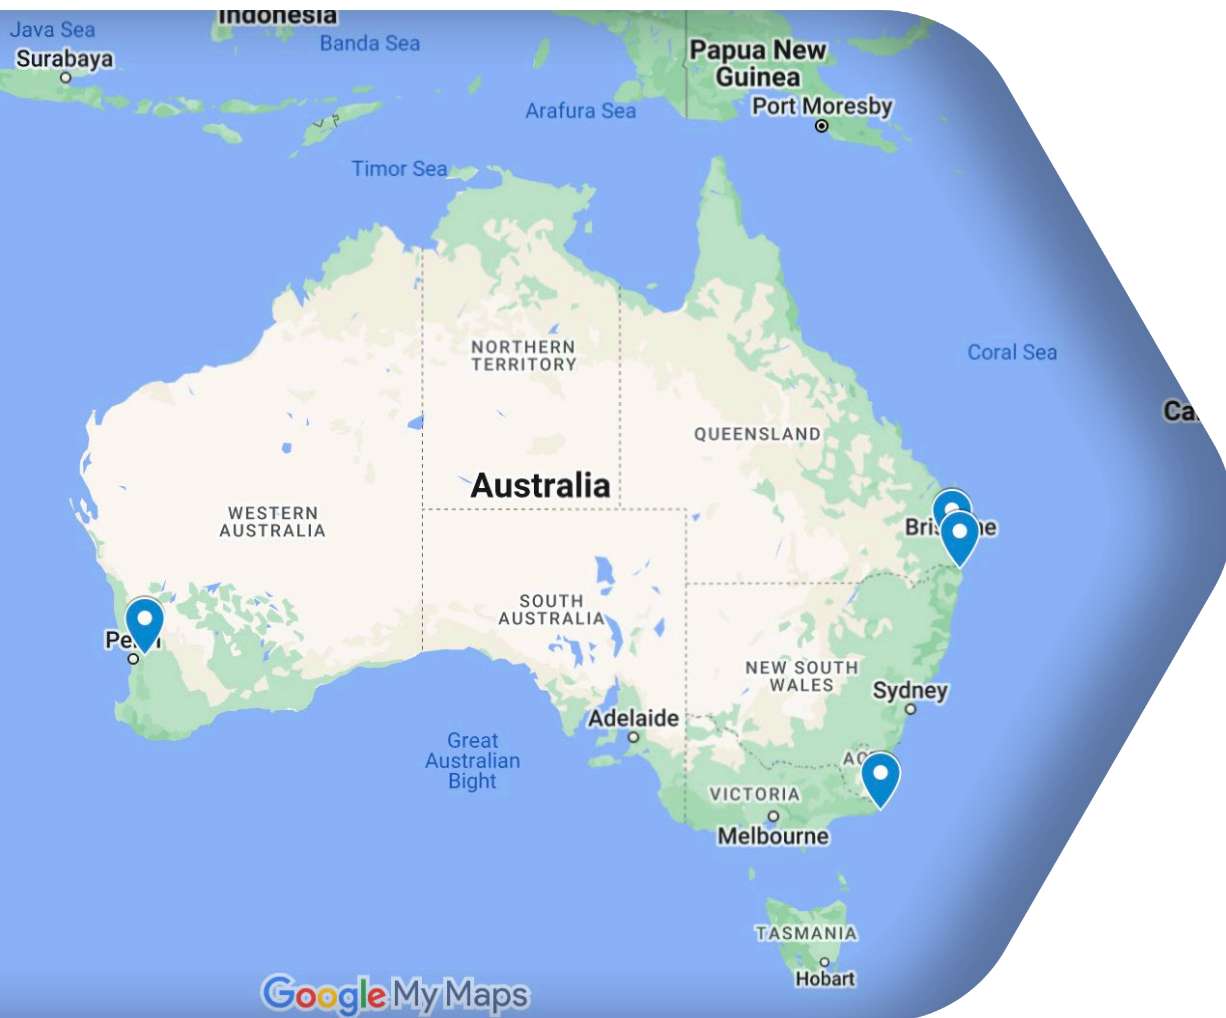 Indonesia
Java Sea
Banda Sea
Surabaya
Papua New
Guinea
Port Moresby
Arafura Sea
Timor Sea
NORTHERN
TERRITORY
Coral Sea
QUEENSLAND
Australia
WESTERN
AUSTRALIA
SOUTH
AUSTRALIA
NEW SOUTH
WALES
Sydney
Adelaide
Great
Australian
Bight
VICTORIA
Melbourne
TASMANIA
Hobart
Google My Maps